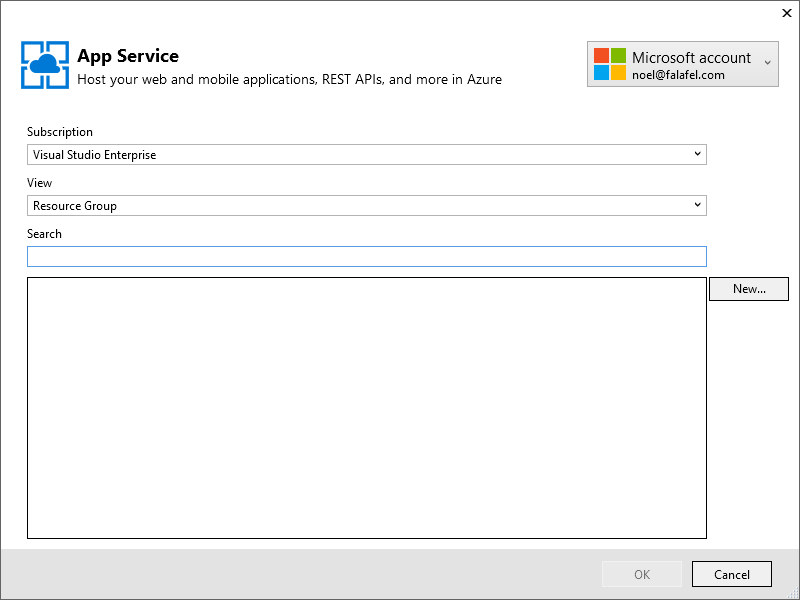 App Service
Host your web and mobile applications, REST APIs, and more in Azure
Microsoft account
noel@falafel.com
Subscription
Visual Studio Enterprise
View
Resource Group
Search
New...
OK
Cancel